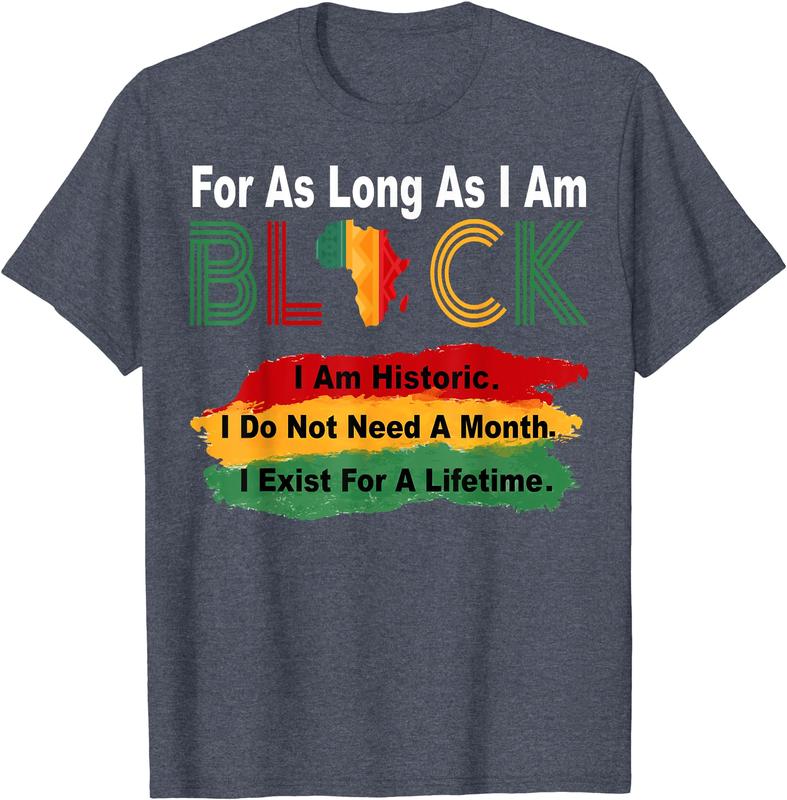 For As Long As I Am
BLACK
I Am Historic.
I Do Not Need A Month.
I Exist For A Lifetime.